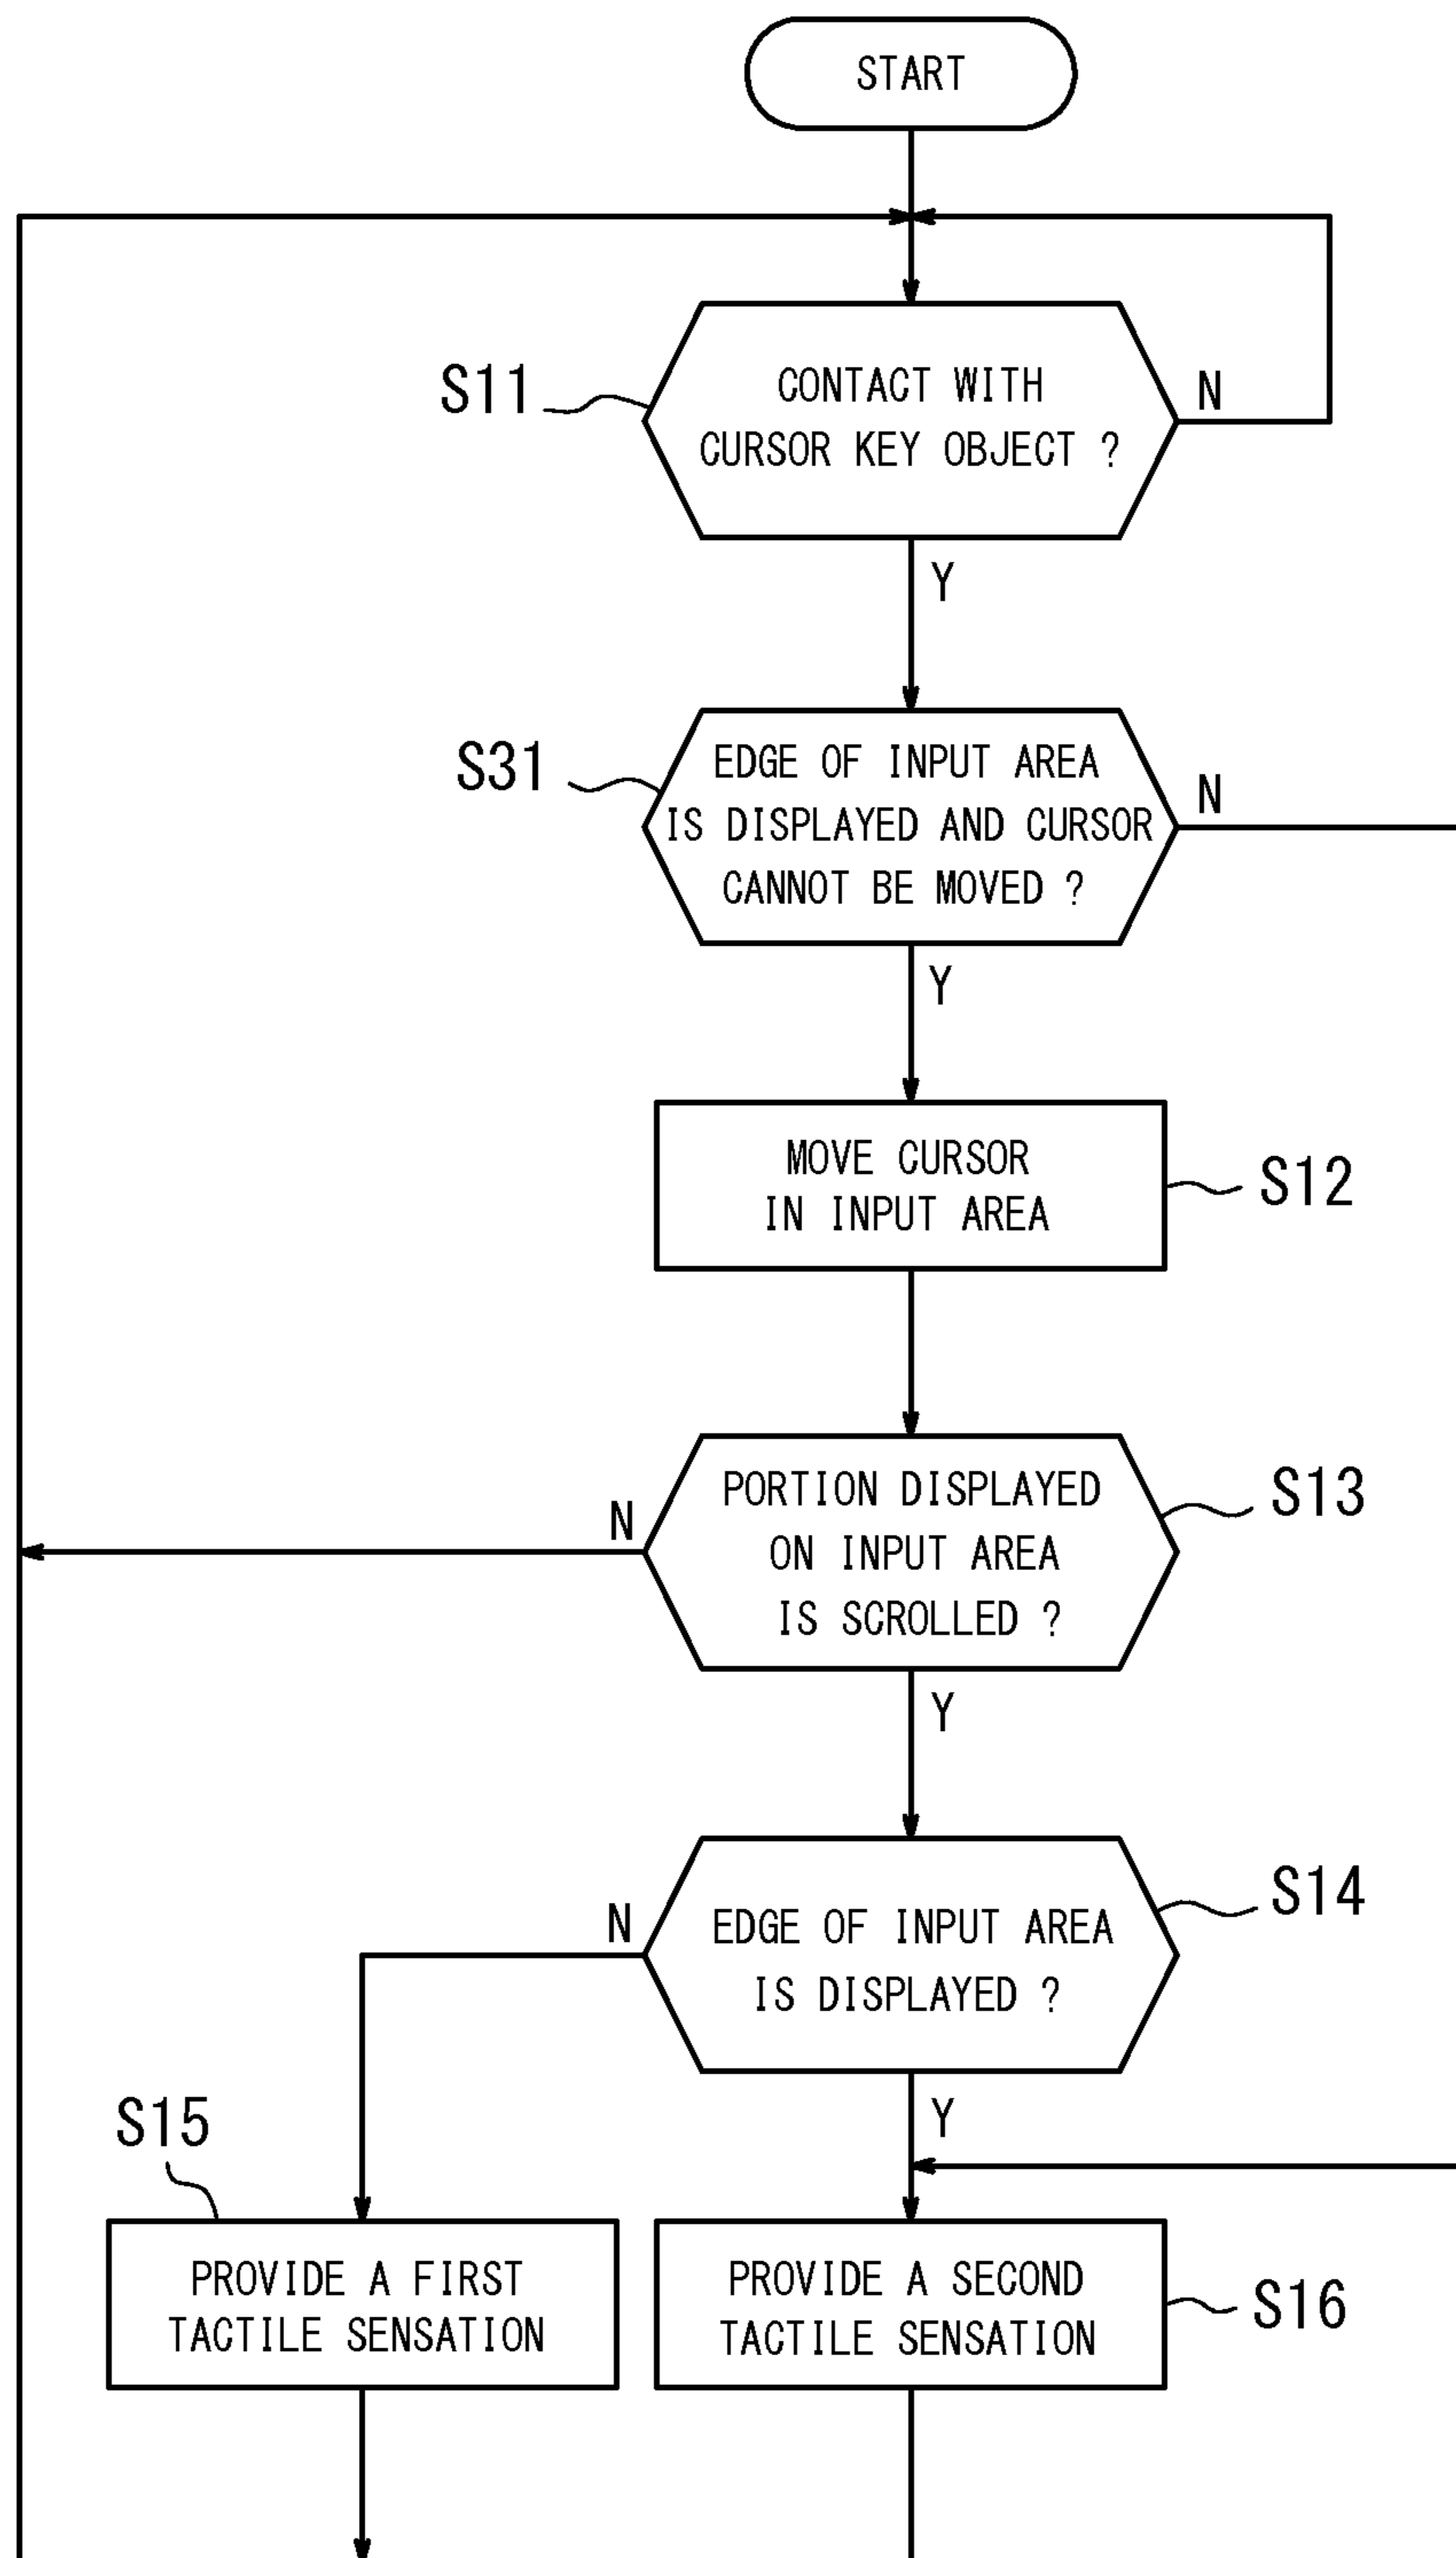 START
S11
CONTACT WITH
CURSOR KEY OBJECT ?
N
Y
S31
EDGE OF INPUT AREA
IS DISPLAYED AND CURSOR
CANNOT BE MOVED ?
N
Y
MOVE CURSOR
IN INPUT AREA
S12
PORTION DISPLAYED
ON INPUT AREA
IS SCROLLED ?
S13
N
Y
EDGE OF INPUT AREA
IS DISPLAYED ?
S14
N
Y
S15
PROVIDE A FIRST
TACTILE SENSATION
PROVIDE A SECOND
TACTILE SENSATION
S16